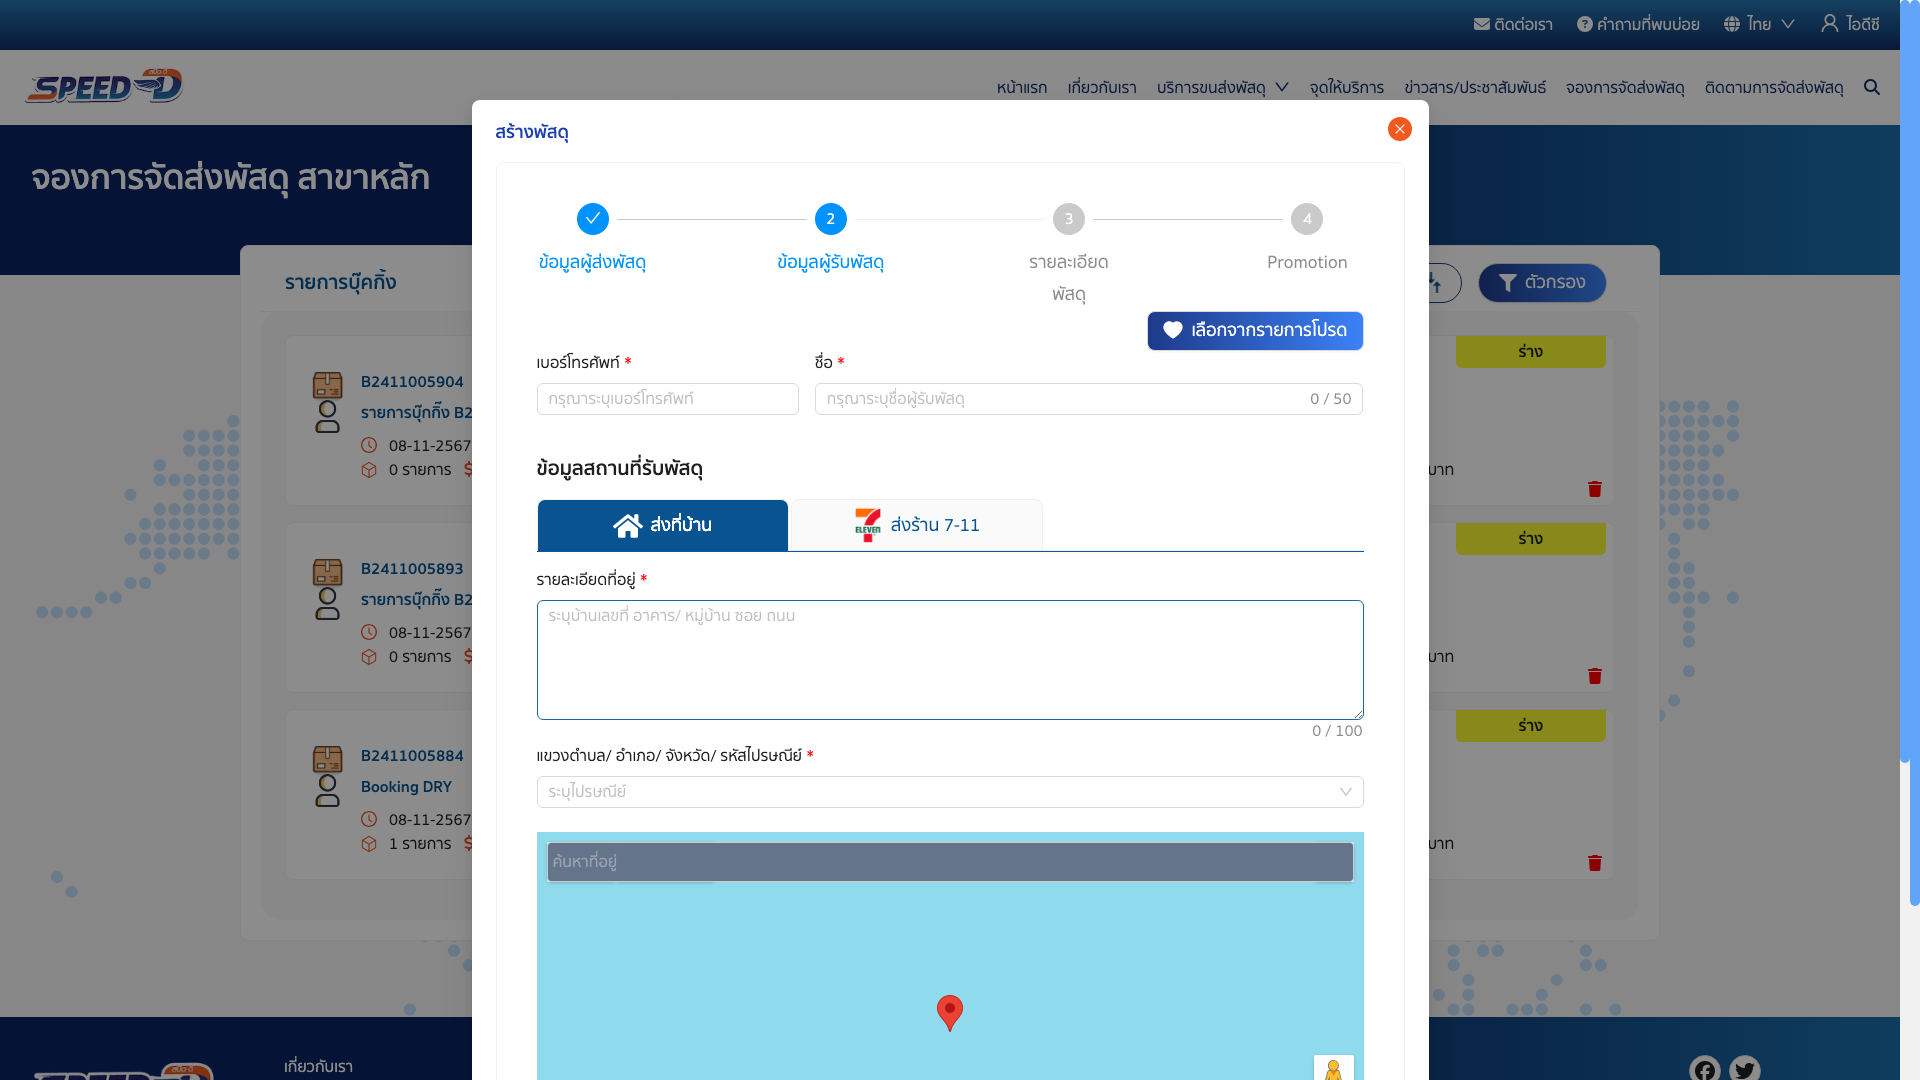 ติดต่อเรา
คำถามที่พบบ่อย
ไทย
ไอดีซี
SPEED-D
หน้าแรก
เกี่ยวกับเรา
บริการขนส่งพัสดุ
จุดให้บริการ
ข่าวสาร/ประชาสัมพันธ์
จองการจัดส่งพัสดุ
ติดตามการจัดส่งพัสดุ
จองการจัดส่งพัสดุ สาขาหลัก
สร้างพัสดุ
2
3
4
ข้อมูลผู้ส่งพัสดุ
ข้อมูลผู้รับพัสดุ
รายละเอียด
พัสดุ
Promotion
เลือกจากรายการโปรด
เบอร์โทรศัพท์ *
กรุณาระบุเบอร์โทรศัพท์
ชื่อ *
กรุณาระบุชื่อผู้รับพัสดุ
0 / 50
ข้อมูลสถานที่รับพัสดุ
ส่งที่บ้าน
ELEVEN
ส่งร้าน 7-11
รายละเอียดที่อยู่ *
ระบุบ้านเลขที่ อาคาร/ หมู่บ้าน ซอย ถนน
0 / 100
แขวงตำบล/ อำเภอ/ จังหวัด/ รหัสไปรษณีย์ *
ระบุไปรษณีย์
ค้นหาที่อยู่
รายการบุ๊คกิ้ง
ตัวกรอง
B2411005904
รายการบุ๊กกิ๊ง B2
08-11-2567
0 รายการ
ร่าง
บาท
B2411005893
รายการบุ๊กกิ๊ง B2
08-11-2567
0 รายการ
ร่าง
บาท
B2411005884
Booking DRY
08-11-2567
1 รายการ
ร่าง
บาท
เกี่ยวกับเรา